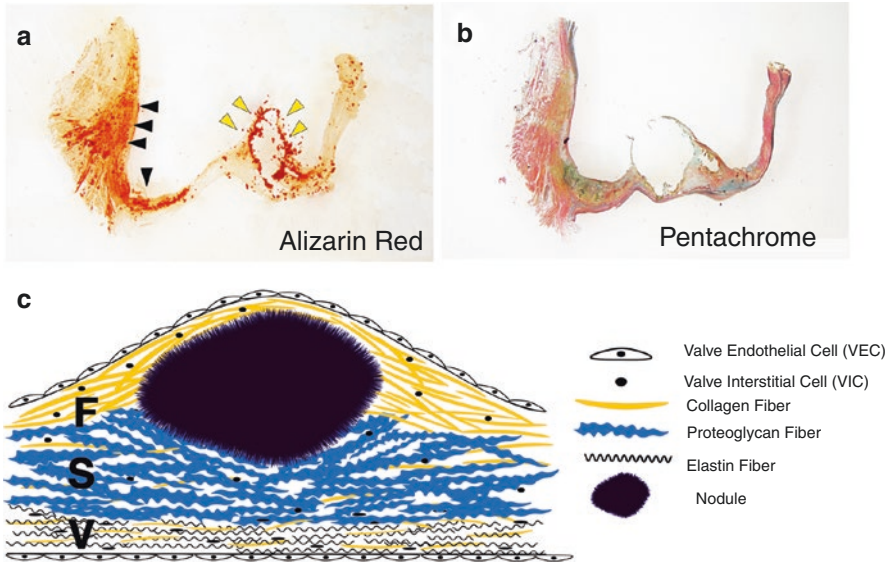 a
Alizarin Red
b
Pentachrome
c
F
S
V
Valve Endothelial Cell (VEC)
Valve Interstitial Cell (VIC)
Collagen Fiber
Proteoglycan Fiber
Elastin Fiber
Nodule